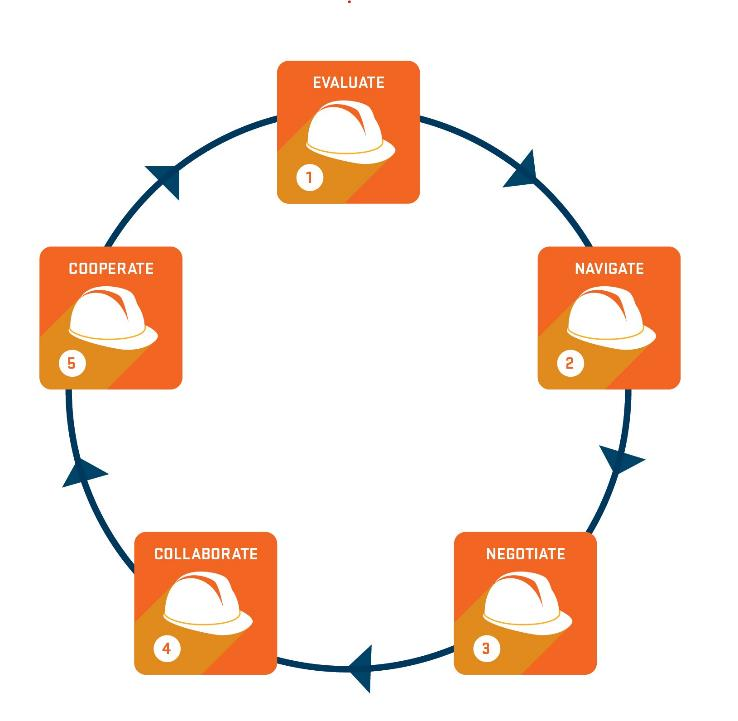 EVALUATE
1
NAVIGATE
2
NEGOTIATE
3
COLLABORATE
4
COOPERATE
5